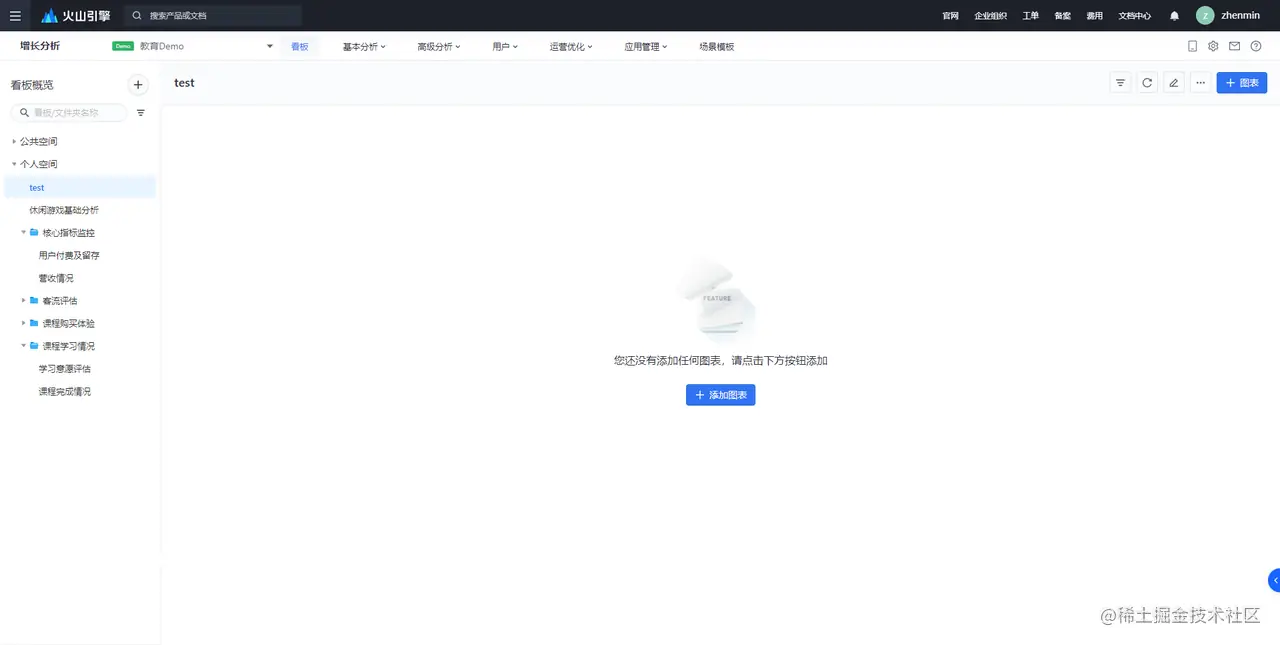 火山引擎 搜索产品或文档 官网 企业组织 工单 备案 费用 文档中心 Z zhenmin
增长分析 Demo 教育Demo 看板 基本分析 高级分析 用户 运营优化 应用管理 场景模板
看板概览
test
图表
看板/文件夹名称
公共空间
个人空间
test
休闲游戏基础分析
核心指标监控
用户付费及留存
营收情况
客流评估
课程购买体验
课程学习情况
学习意愿评估
课程完成情况
FEATURE
您还没有添加任何图表，请点击下方按钮添加
添加图表
@稀土掘金技术社区